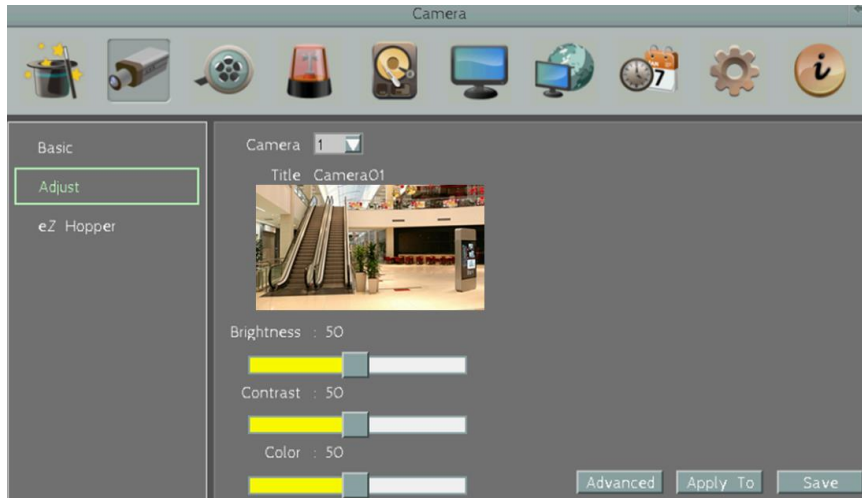 Camera
7
i
Basic
Adjust
eZ Hopper
Camera 1
Title Camera01
Brightness : 50
Contrast : 50
Color : 50
Advanced Apply To Save